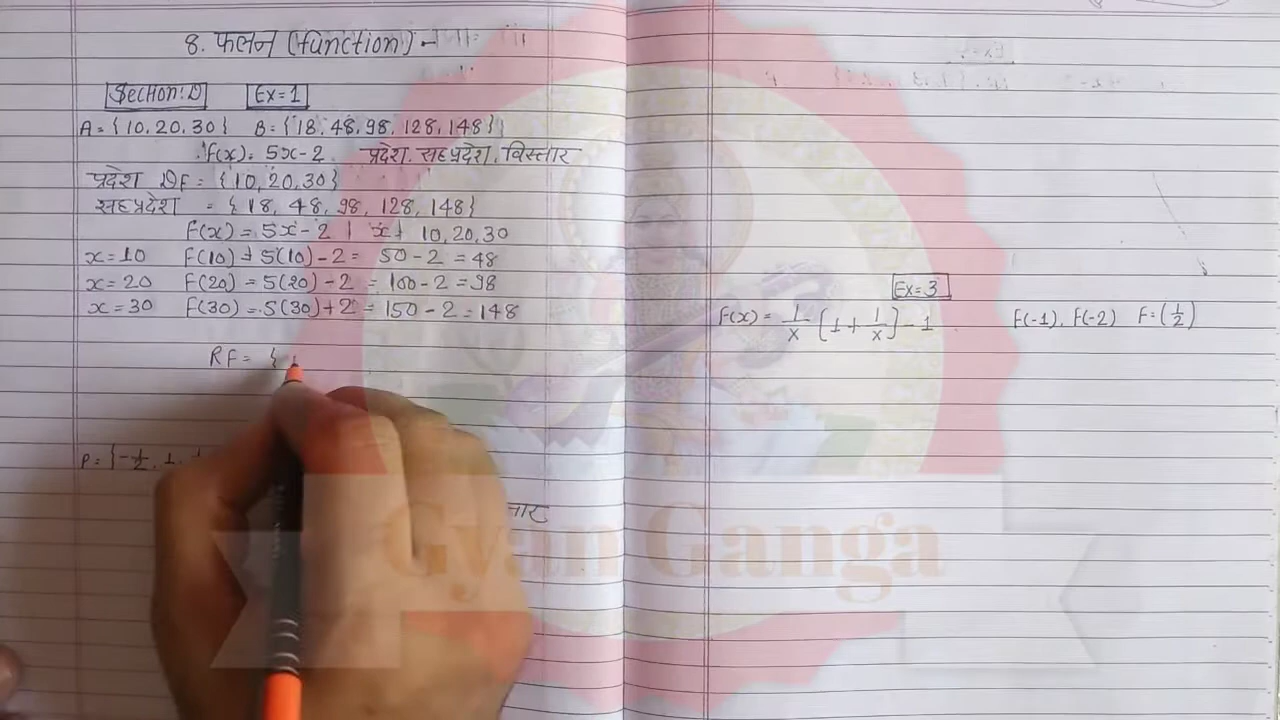 8. फलन (function) -
Section: D Ex=1
A = {10, 20, 30} B = {18, 48, 98, 128, 148}
f(x) = 5x - 2 प्रदेश, सहप्रदेश, विस्तार
प्रदेश DF = {10, 20, 30}
सहप्रदेश = {18, 48, 98, 128, 148}
F(x) = 5x - 2 | x = 10, 20, 30
x = 10 F(10) = 5(10) - 2 = 50 - 2 = 48
x = 20 F(20) = 5(20) - 2 = 100 - 2 = 98
x = 30 F(30) = 5(30) + 2 = 150 - 2 = 148
RF = {
P = {-1/2, 1,
Ex=3
F(x) = 1/x [1 + 1/x] - 1 F(-1), F(-2) F = (1/2)
Gyan Ganga